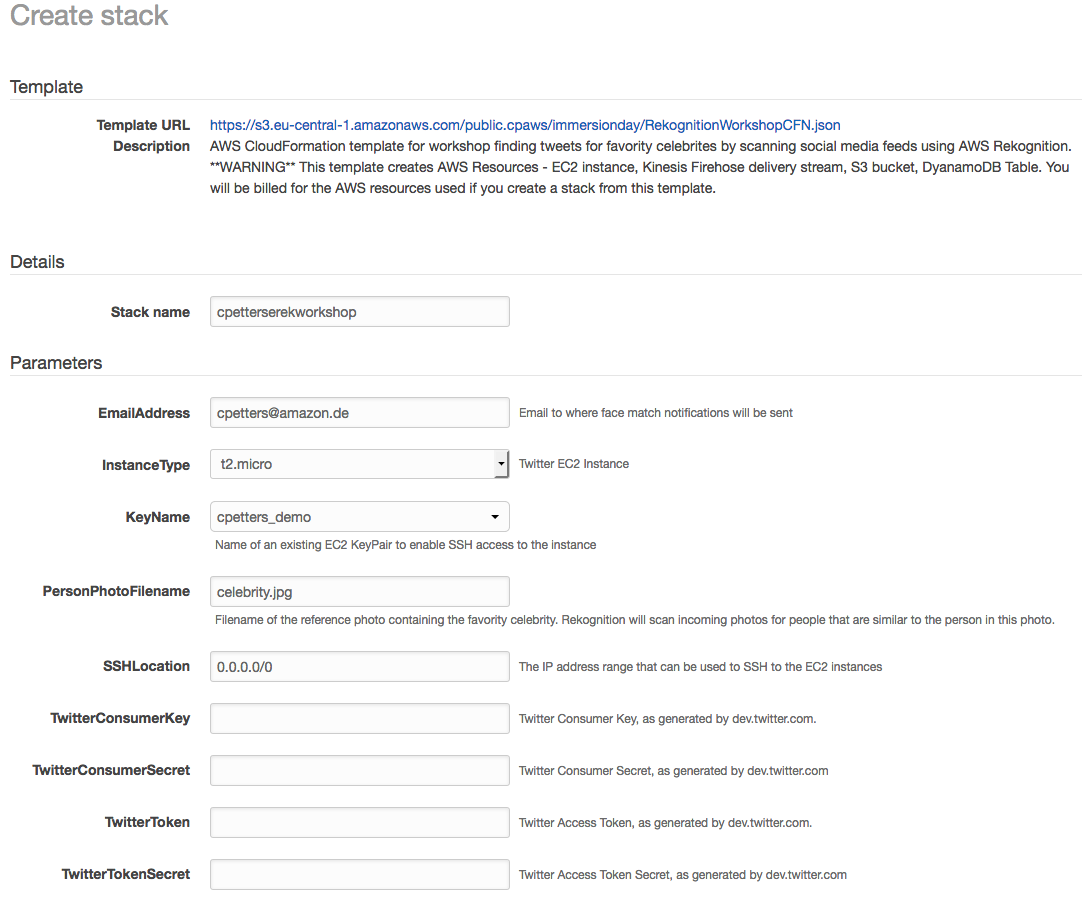 Create stack
Template
Template URL https://s3.eu-central-1.amazonaws.com/public.cpaws/immersionday/RekognitionWorkshopCFN.json
Description AWS CloudFormation template for workshop finding tweets for favority celebrites by scanning social media feeds using AWS Rekognition.
**WARNING** This template creates AWS Resources - EC2 instance, Kinesis Firehose delivery stream, S3 bucket, DyanamoDB Table. You
will be billed for the AWS resources used if you create a stack from this template.
Details
Stack name cpetterserekworkshop
Parameters
EmailAddress cpetters@amazon.de Email to where face match notifications will be sent
InstanceType t2.micro Twitter EC2 Instance
KeyName cpetters_demo
Name of an existing EC2 KeyPair to enable SSH access to the instance
PersonPhotoFilename celebrity.jpg
Filename of the reference photo containing the favority celebrity. Rekognition will scan incoming photos for people that are similar to the person in this photo.
SSHLocation 0.0.0.0/0 The IP address range that can be used to SSH to the EC2 instances
TwitterConsumerKey Twitter Consumer Key, as generated by dev.twitter.com.
TwitterConsumerSecret Twitter Consumer Secret, as generated by dev.twitter.com
TwitterToken Twitter Access Token, as generated by dev.twitter.com.
TwitterTokenSecret Twitter Access Token Secret, as generated by dev.twitter.com